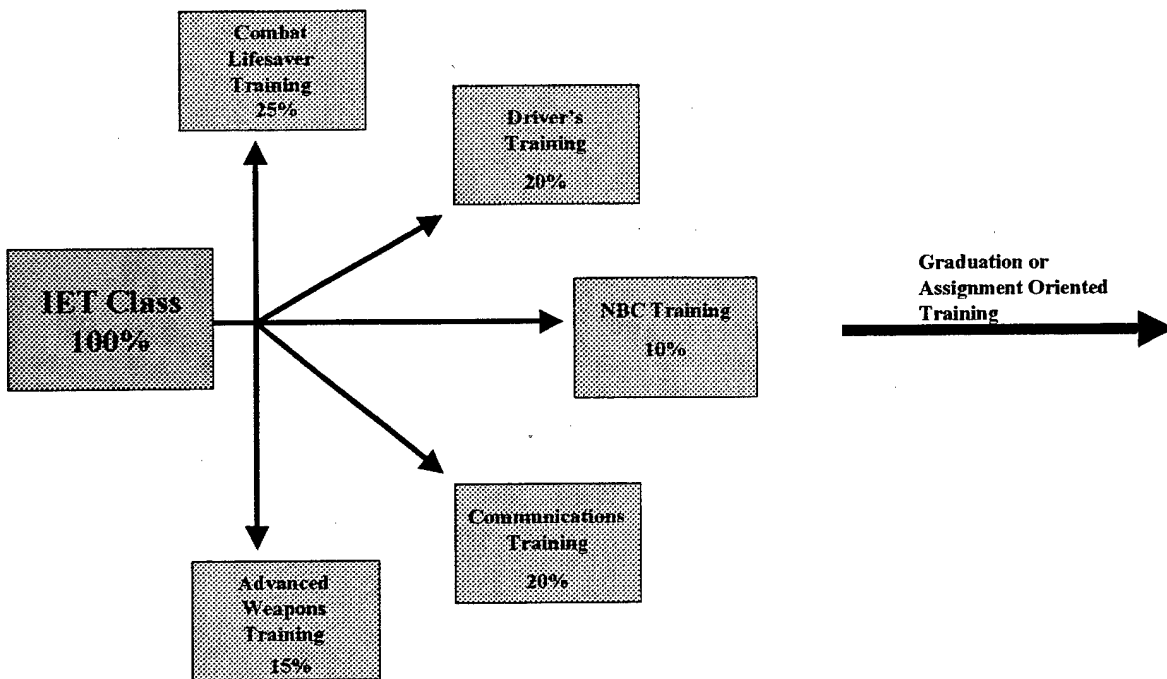 Combat
Lifesaver
Training
25%
Driver's
Training
20%
IET Class
100%
NBC Training
10%
Graduation or
Assignment Oriented
Training
Communications
Training
20%
Advanced
Weapons
Training
15%